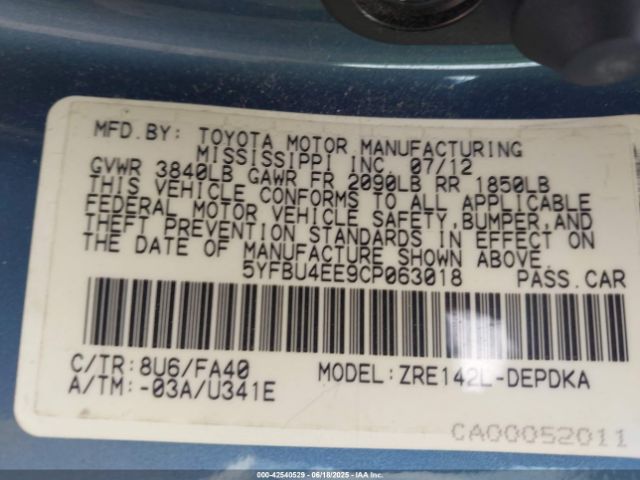 MFD.BY: TOYOTA MOTOR MANUFACTURING
MISSISSIPPI INC. 07/12
GVWR 3840LB GAWR FR 2090LB RR 1850LB
THIS VEHICLE CONFORMS TO ALL APPLICABLE
FEDERAL MOTOR VEHICLE SAFETY,BUMPER,AND
THEFT PREVENTION STANDARDS IN EFFECT ON
THE DATE OF MANUFACTURE SHOWN ABOVE.
5YFBU4EE9CP063018 PASS.CAR
C/TR:8U6/FA40 MODEL:ZRE142L-DEPDKA
A/TM:-03A/U341E
CA00052011
000-42540529 - 06/18/2025 - IAAI.COM